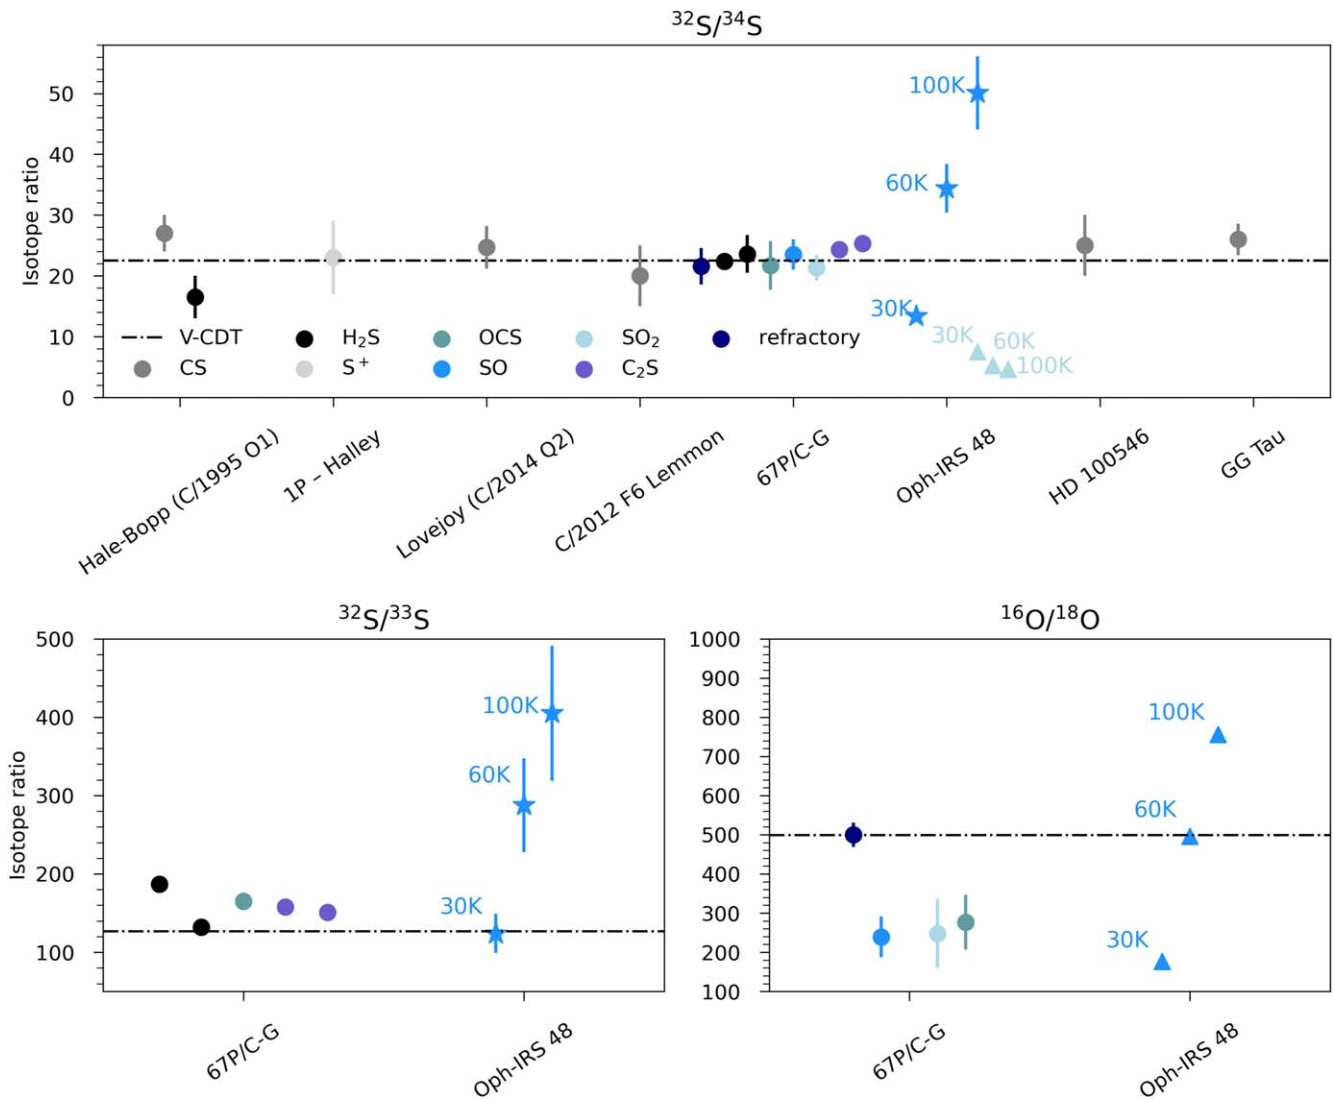 ³²S/³⁴S
Isotope ratio
50
40
30
20
10
0
100K
60K
30K
30K
60K
100K
V-CDT
H₂S
OCS
SO₂
refractory
CS
S⁺
SO
C₂S
Hale-Bopp (C/1995 O1)
1P – Halley
Lovejoy (C/2014 Q2)
C/2012 F6 Lemmon
67P/C-G
Oph-IRS 48
HD 100546
GG Tau
³²S/³³S
Isotope ratio
500
400
300
200
100
100K
60K
30K
67P/C-G
Oph-IRS 48
¹⁶O/¹⁸O
1000
900
800
700
600
500
400
300
200
100
100K
60K
30K
67P/C-G
Oph-IRS 48